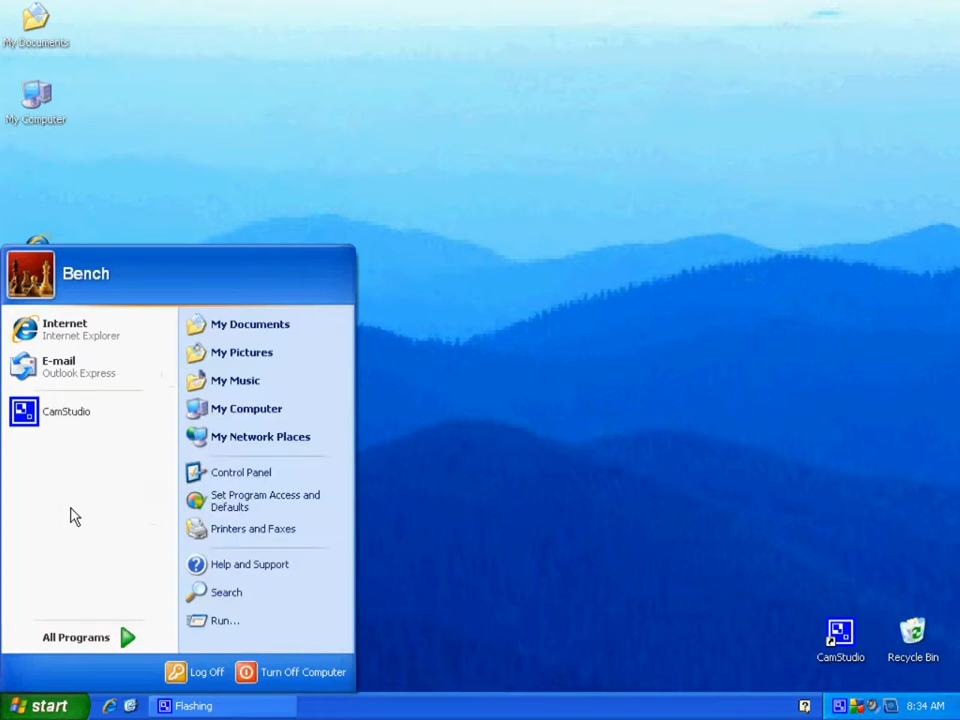 My Documents
My Computer
Bench
Internet
Internet Explorer
E-mail
Outlook Express
CamStudio
All Programs
My Documents
My Pictures
My Music
My Computer
My Network Places
Control Panel
Set Program Access and
Defaults
Printers and Faxes
Help and Support
Search
Run...
Log Off
Turn Off Computer
CamStudio
Recycle Bin
start
Flashing
8:34 AM